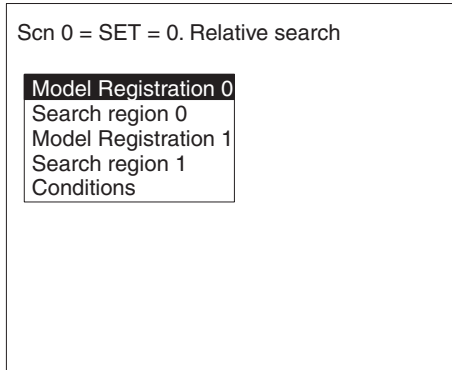 Scn 0 = SET = 0. Relative search
Model Registration 0
Search region 0
Model Registration 1
Search region 1
Conditions